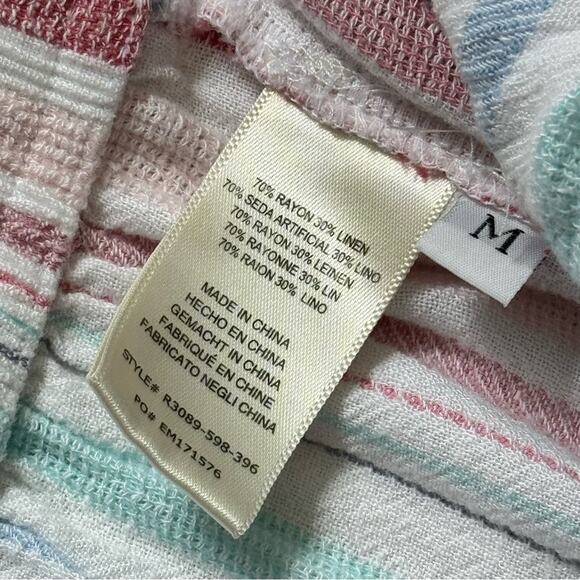 70% RAYON 30% LINEN
70% SEDA ARTIFICIAL 30% LINO
70% RAYON 30% LEINEN
70% RAYONNE 30% LIN
70% RAION 30% LINO
MADE IN CHINA
HECHO EN CHINA
GEMACHT IN CHINA
FABRIQUÉ EN CHINE
FABRICATO NEGLI CHINA
STYLE# R3089-598-396
PO# EM171576
M